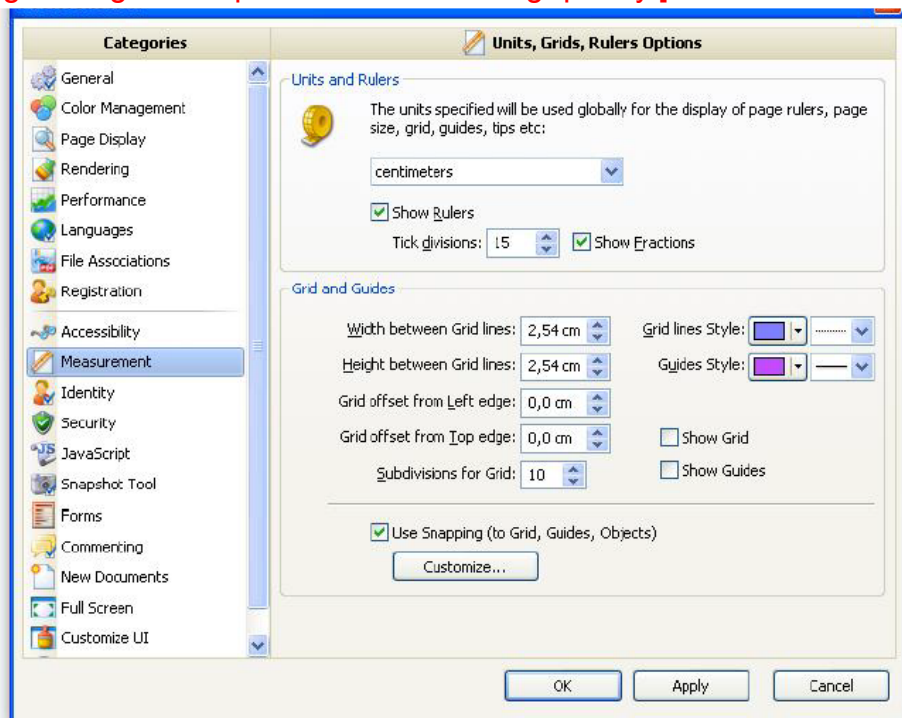 Categories
Units, Grids, Rulers Options
General
Color Management
Page Display
Rendering
Performance
Languages
File Associations
Registration
Accessibility
Measurement
Identity
Security
JavaScript
Snapshot Tool
Forms
Commenting
New Documents
Full Screen
Customize UI
Units and Rulers
The units specified will be used globally for the display of page rulers, page
size, grid, guides, tips etc:
centimeters
Show Rulers
Tick divisions: 15 Show Fractions
Grid and Guides
Width between Grid lines: 2,54 cm Grid lines Style:
Height between Grid lines: 2,54 cm Guides Style:
Grid offset from Left edge: 0,0 cm
Grid offset from Top edge: 0,0 cm Show Grid
Subdivisions for Grid: 10 Show Guides
Use Snapping (to Grid, Guides, Objects)
Customize...
OK Apply Cancel